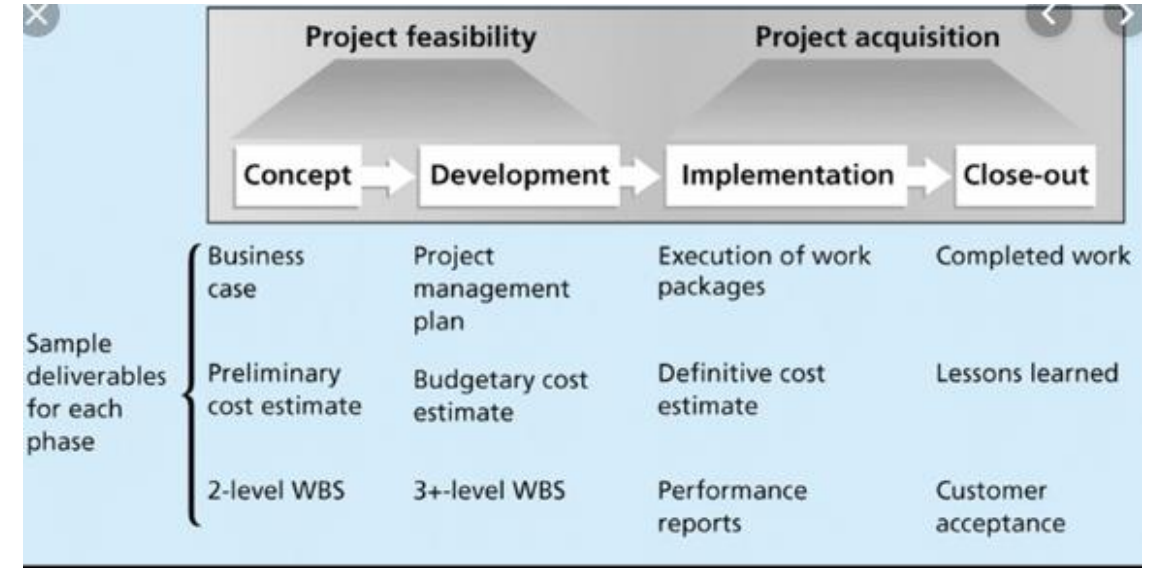 Project feasibility
Project acquisition
Concept
Development
Implementation
Close-out
Sample
deliverables
for each
phase
Business
case
Project
management
plan
Execution of work
packages
Completed work
Preliminary
cost estimate
Budgetary cost
estimate
Definitive cost
estimate
Lessons learned
2-level WBS
3+-level WBS
Performance
reports
Customer
acceptance